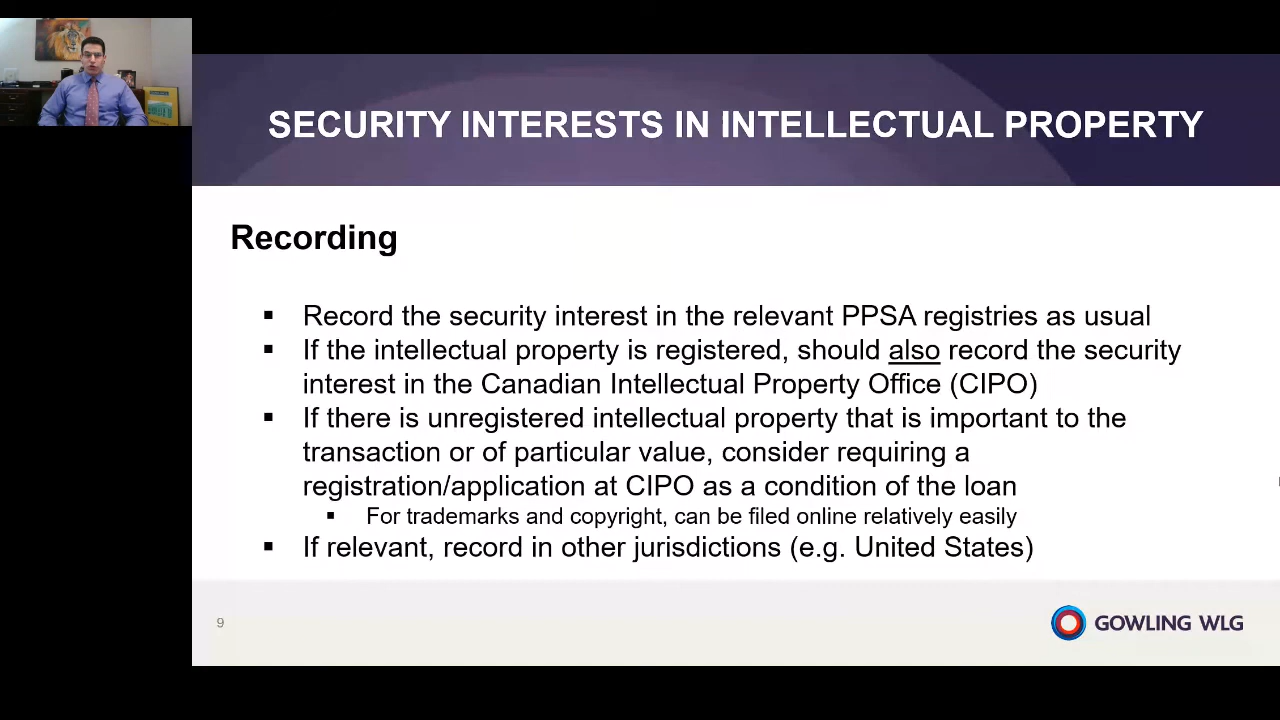 SECURITY INTERESTS IN INTELLECTUAL PROPERTY
Recording
▪ Record the security interest in the relevant PPSA registries as usual
▪ If the intellectual property is registered, should also record the security
interest in the Canadian Intellectual Property Office (CIPO)
▪ If there is unregistered intellectual property that is important to the
transaction or of particular value, consider requiring a
registration/application at CIPO as a condition of the loan
▪ For trademarks and copyright, can be filed online relatively easily
▪ If relevant, record in other jurisdictions (e.g. United States)
9
GOWLING WLG